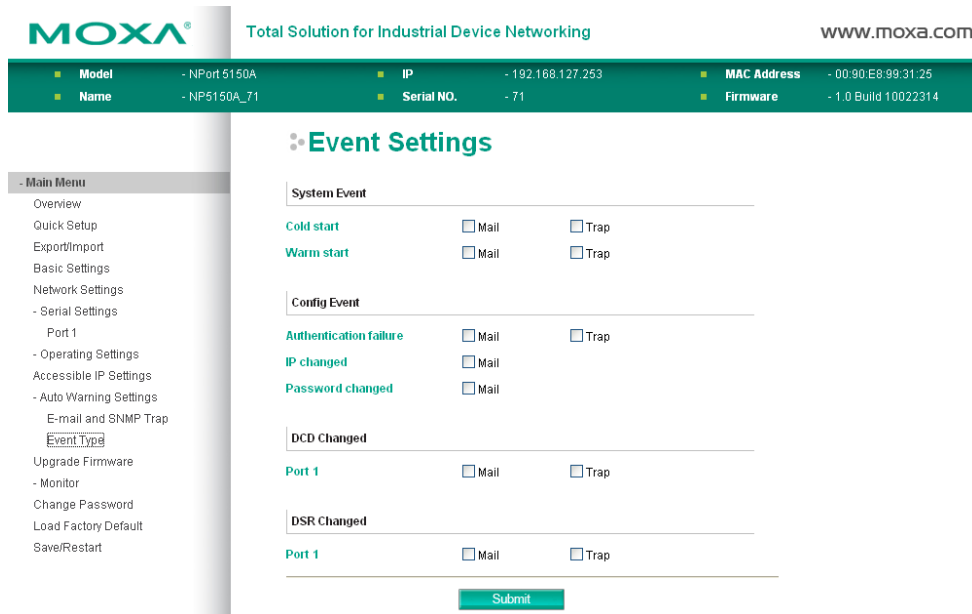 MOXA® Total Solution for Industrial Device Networking www.moxa.com
Model - NPort 5150A IP - 192.168.127.253 MAC Address - 00:90:E8:99:31:25
Name - NP5150A_71 Serial NO. - 71 Firmware - 1.0 Build 10022314
- Main Menu
Overview
Quick Setup
Export/Import
Basic Settings
Network Settings
- Serial Settings
Port 1
- Operating Settings
Accessible IP Settings
- Auto Warning Settings
E-mail and SNMP Trap
Event Type
Upgrade Firmware
- Monitor
Change Password
Load Factory Default
Save/Restart
Event Settings
System Event
Cold start Mail Trap
Warm start Mail Trap
Config Event
Authentication failure Mail Trap
IP changed Mail
Password changed Mail
DCD Changed
Port 1 Mail Trap
DSR Changed
Port 1 Mail Trap
Submit